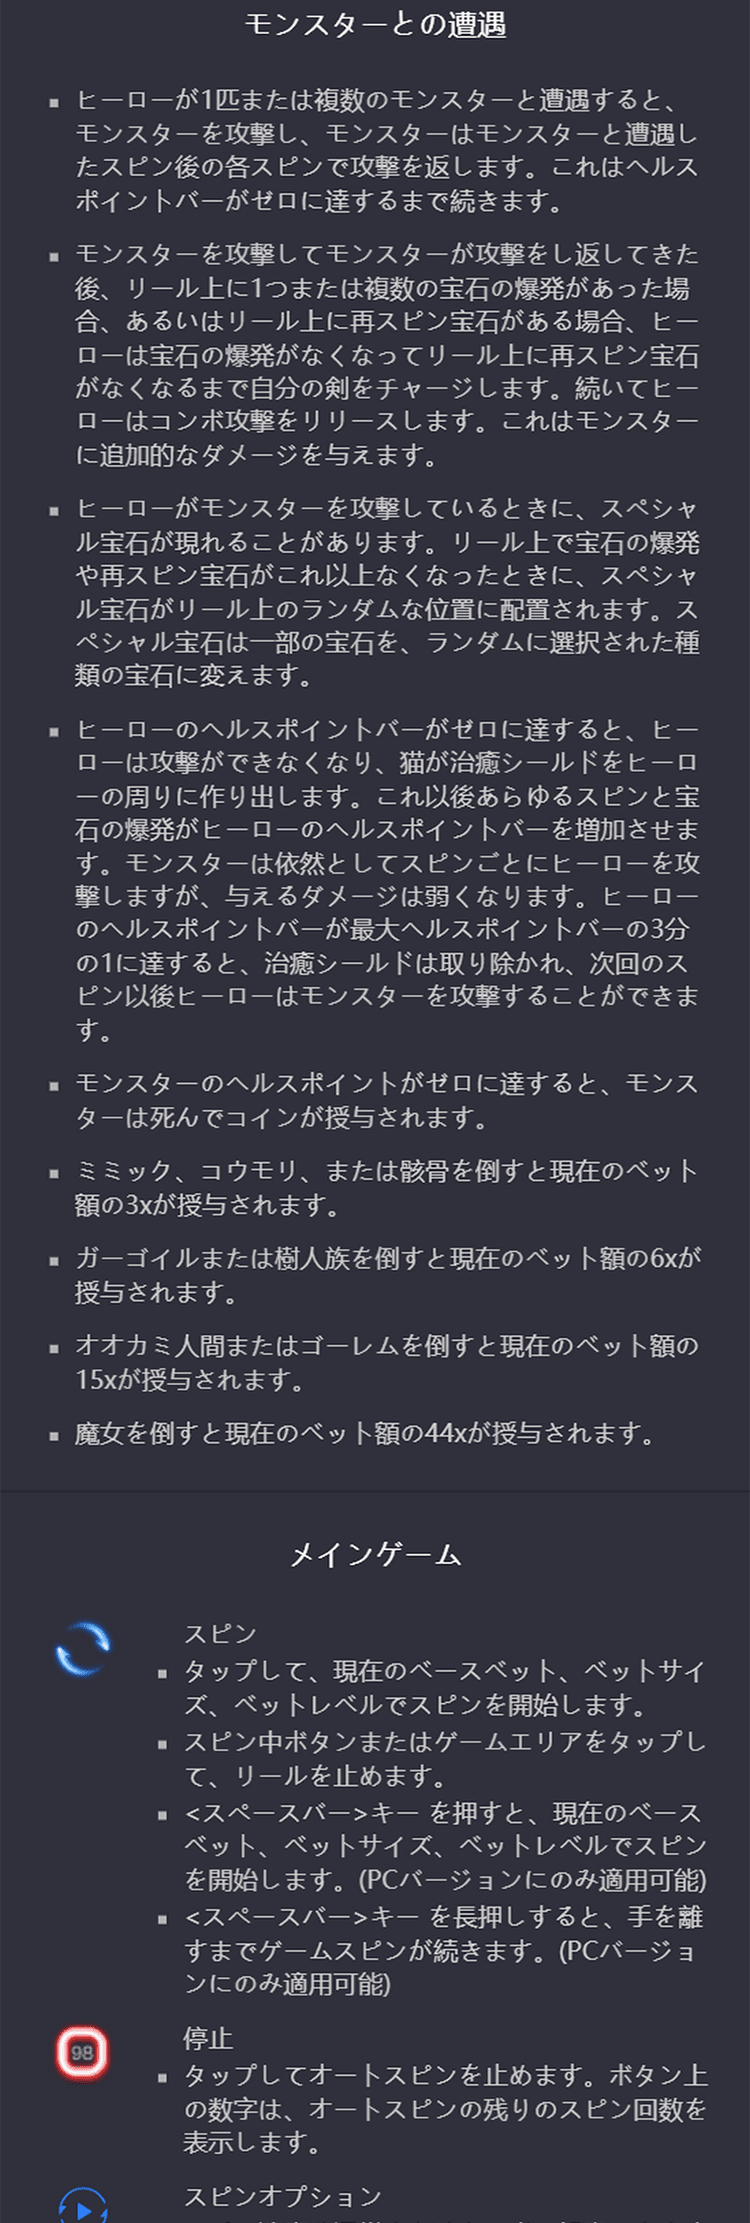 モンスターとの遭遇
▪ ヒーローが1匹または複数のモンスターと遭遇すると、
モンスターを攻撃し、モンスターはモンスターと遭遇し
たスピン後の各スピンで攻撃を返します。これはヘルス
ポイントバーがゼロに達するまで続きます。
▪ モンスターを攻撃してモンスターが攻撃をし返してきた
後、リール上に1つまたは複数の宝石の爆発があった場
合、あるいはリール上に再スピン宝石がある場合、ヒー
ローは宝石の爆発がなくなってリール上に再スピン宝石
がなくなるまで自分の剣をチャージします。続いてヒー
ローはコンボ攻撃をリリースします。これはモンスター
に追加的なダメージを与えます。
▪ ヒーローがモンスターを攻撃しているときに、スペシャ
ル宝石が現れることがあります。リール上で宝石の爆発
や再スピン宝石がこれ以上なくなったときに、スペシャ
ル宝石がリール上のランダムな位置に配置されます。ス
ペシャル宝石は一部の宝石を、ランダムに選択された種
類の宝石に変えます。
▪ ヒーローのヘルスポイントバーがゼロに達すると、ヒー
ローは攻撃ができなくなり、猫が治癒シールドをヒーロ
ーの周りに作り出します。これ以後あらゆるスピンと宝
石の爆発がヒーローのヘルスポイントバーを増加させま
す。モンスターは依然としてスピンごとにヒーローを攻
撃しますが、与えるダメージは弱くなります。ヒーロー
のヘルスポイントバーが最大ヘルスポイントバーの3分
の1に達すると、治癒シールドは取り除かれ、次回のス
ピン以後ヒーローはモンスターを攻撃することができま
す。
▪ モンスターのヘルスポイントがゼロに達すると、モンス
ターは死んでコインが授与されます。
▪ ミミック、コウモリ、または骸骨を倒すと現在のベット
額の3xが授与されます。
▪ ガーゴイルまたは樹人族を倒すと現在のベット額の6xが
授与されます。
▪ オオカミ人間またはゴーレムを倒すと現在のベット額の
15xが授与されます。
▪ 魔女を倒すと現在のベット額の44xが授与されます。
メインゲーム
スピン
▪ タップして、現在のベースベット、ベットサイ
ズ、ベットレベルでスピンを開始します。
▪ スピン中ボタンまたはゲームエリアをタップし
て、リールを止めます。
▪ <スペースバー>キー を押すと、現在のベース
ベット、ベットサイズ、ベットレベルでスピン
を開始します。(PCバージョンにのみ適用可能)
▪ <スペースバー>キー を長押しすると、手を離
すまでゲームスピンが続きます。(PCバージョ
ンにのみ適用可能)
98
停止
▪ タップしてオートスピンを止めます。ボタン上
の数字は、オートスピンの残りのスピン回数を
表示します。
スピンオプション